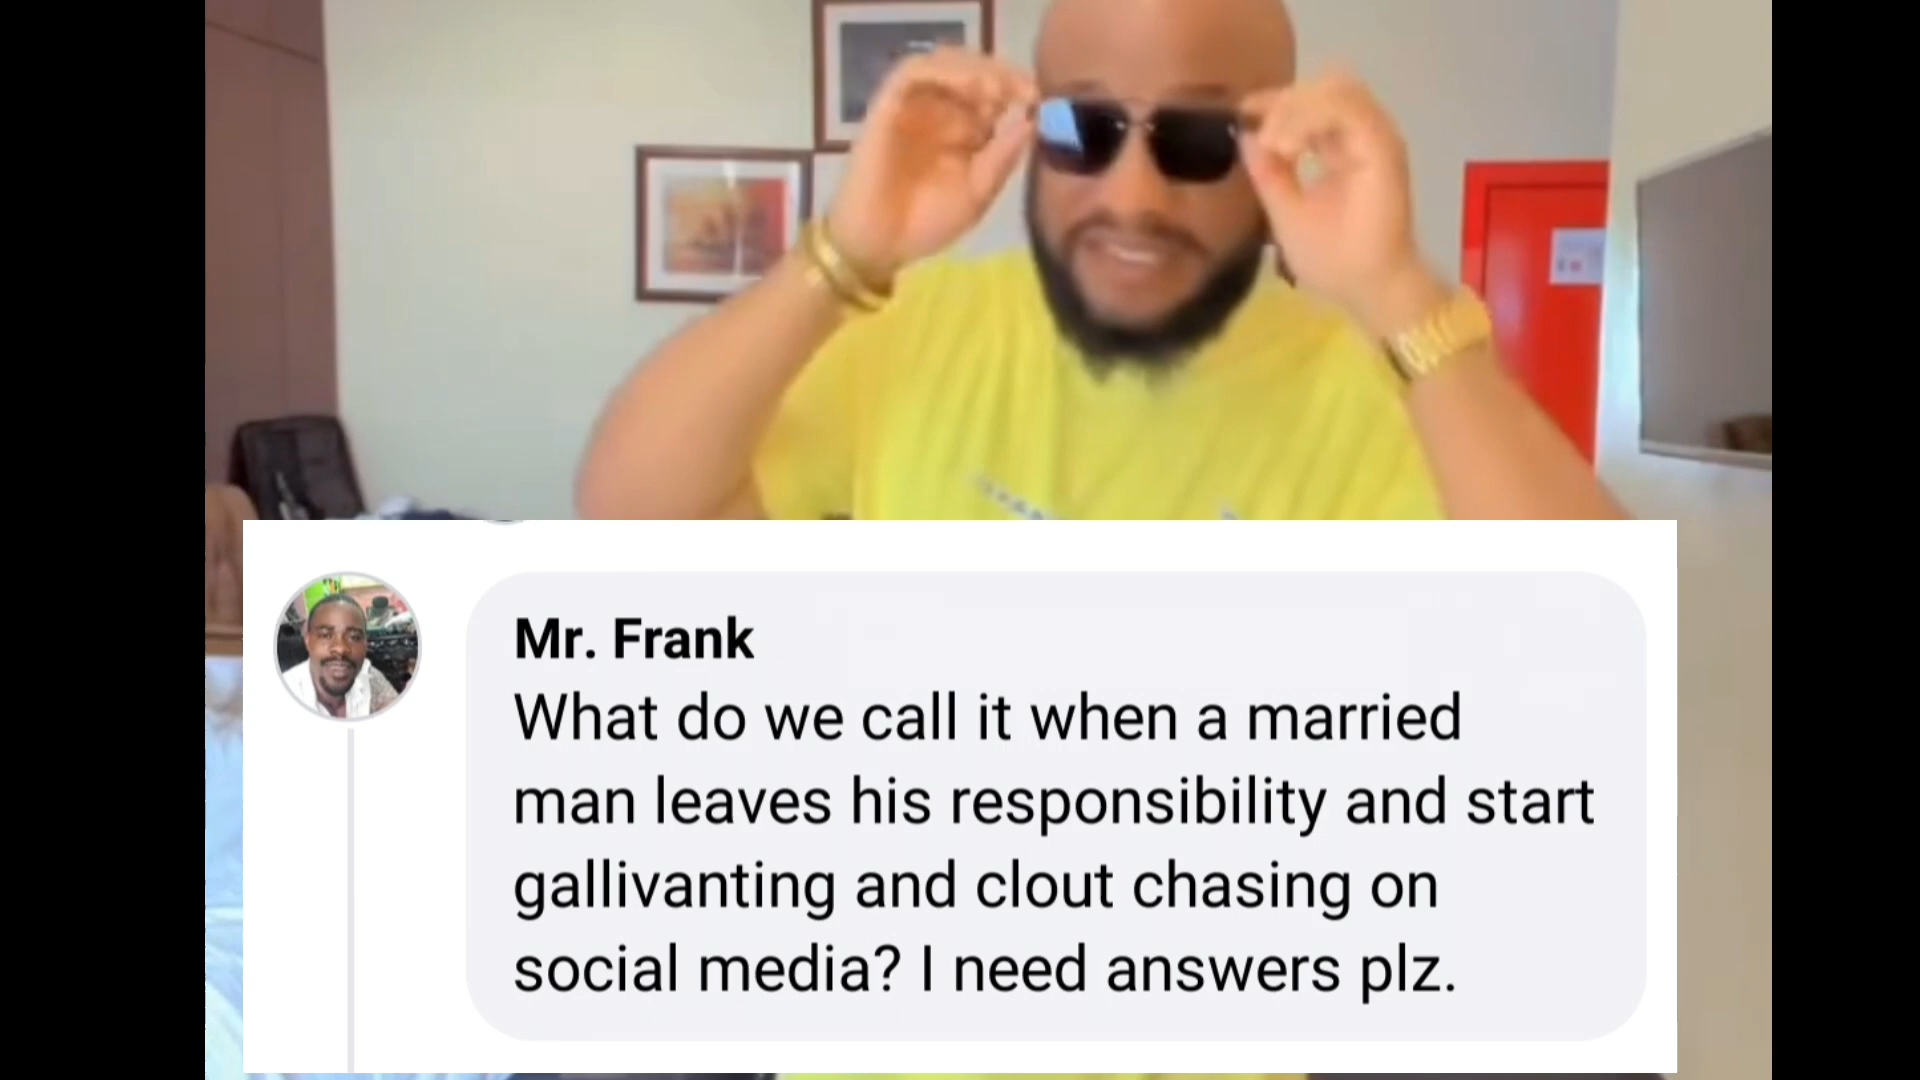 Mr. Frank
What do we call it when a married
man leaves his responsibility and start
gallivanting and clout chasing on
social media? I need answers plz.